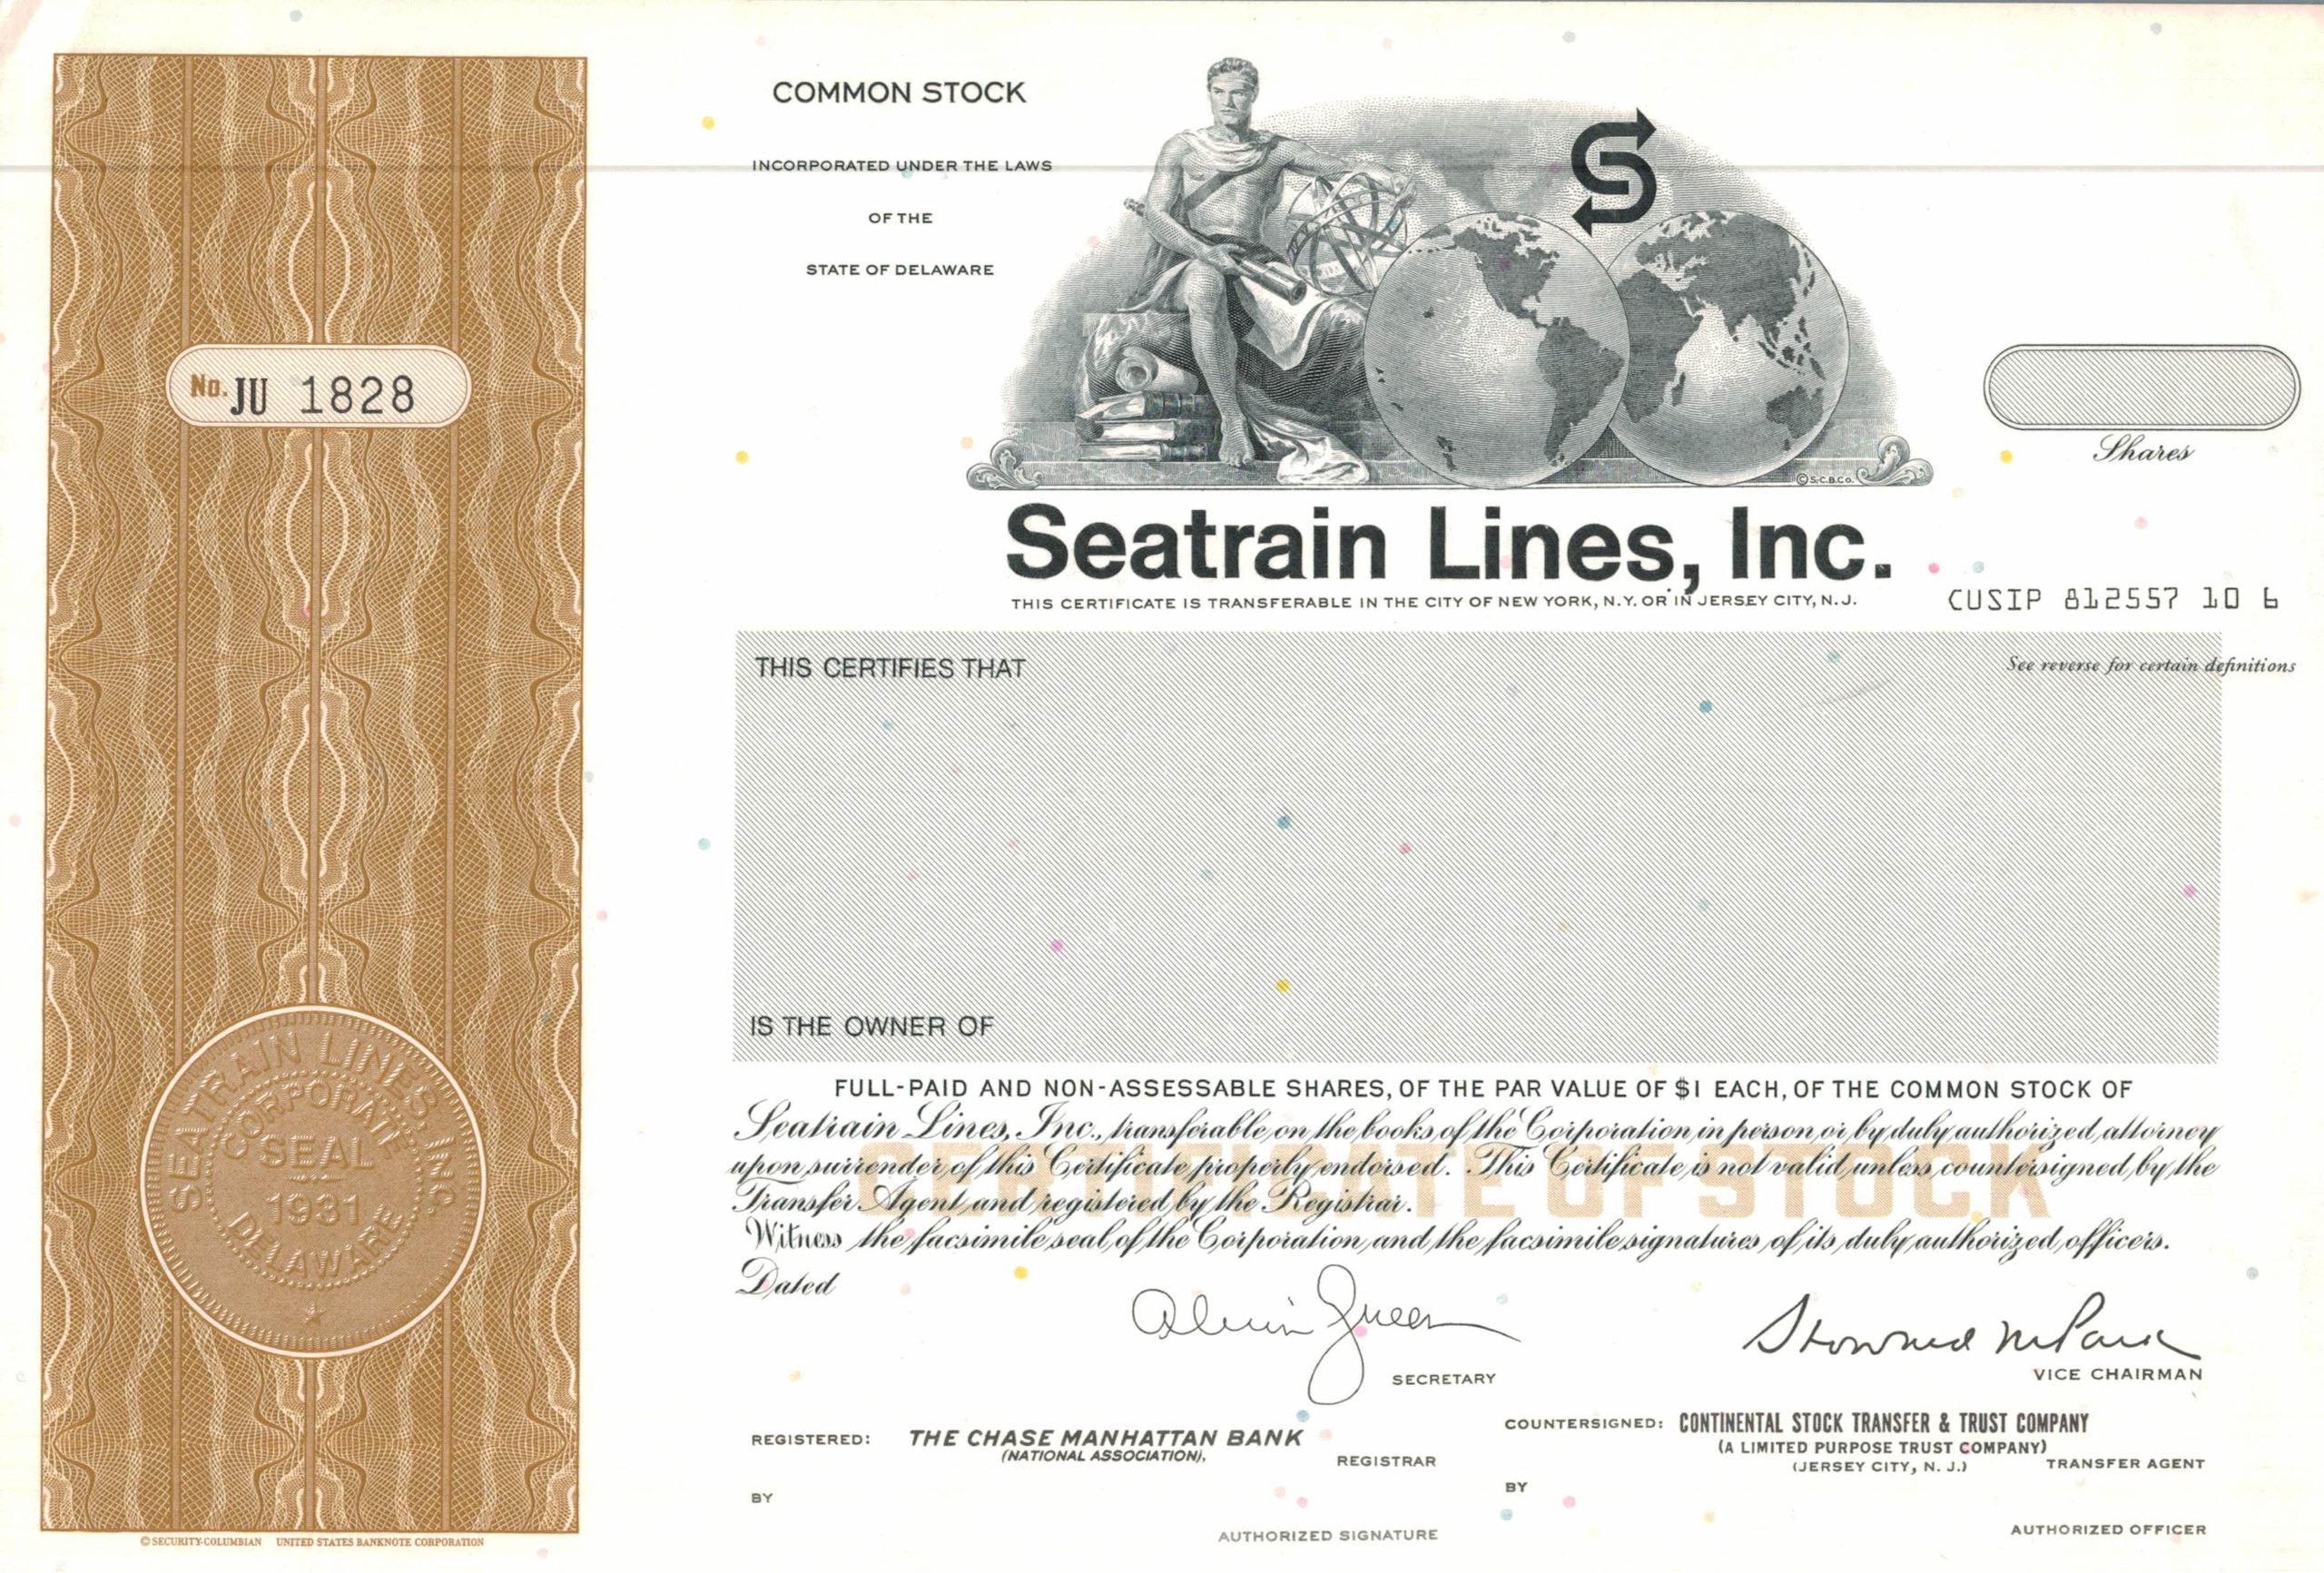 COMMON STOCK
INCORPORATED UNDER THE LAWS
OF THE
STATE OF DELAWARE
No. JU 1828
S
© S-C.B.Co.
Shares
Seatrain Lines, Inc.
THIS CERTIFICATE IS TRANSFERABLE IN THE CITY OF NEW YORK, N.Y. OR IN JERSEY CITY, N.J.
CUSIP 812557 10 6
THIS CERTIFIES THAT
See reverse for certain definitions
IS THE OWNER OF
FULL-PAID AND NON-ASSESSABLE SHARES, OF THE PAR VALUE OF $1 EACH, OF THE COMMON STOCK OF
Seatrain Lines, Inc., transferable on the books of the Corporation in person or by duly authorized attorney
upon surrender of this Certificate properly endorsed. This Certificate is not valid unless countersigned by the
Transfer Agent and registered by the Registrar.
CERTIFICATE OF STOCK
Witness the facsimile seal of the Corporation and the facsimile signatures of its duly authorized officers.
Dated
SEATRAIN LINES, INC.
CORPORATE
SEAL
1931
DELAWARE
SECRETARY
VICE CHAIRMAN
REGISTERED: THE CHASE MANHATTAN BANK
(NATIONAL ASSOCIATION),
REGISTRAR
BY
AUTHORIZED SIGNATURE
COUNTERSIGNED: CONTINENTAL STOCK TRANSFER & TRUST COMPANY
(A LIMITED PURPOSE TRUST COMPANY)
(JERSEY CITY, N. J.) TRANSFER AGENT
BY
AUTHORIZED OFFICER
© SECURITY-COLUMBIAN UNITED STATES BANKNOTE CORPORATION